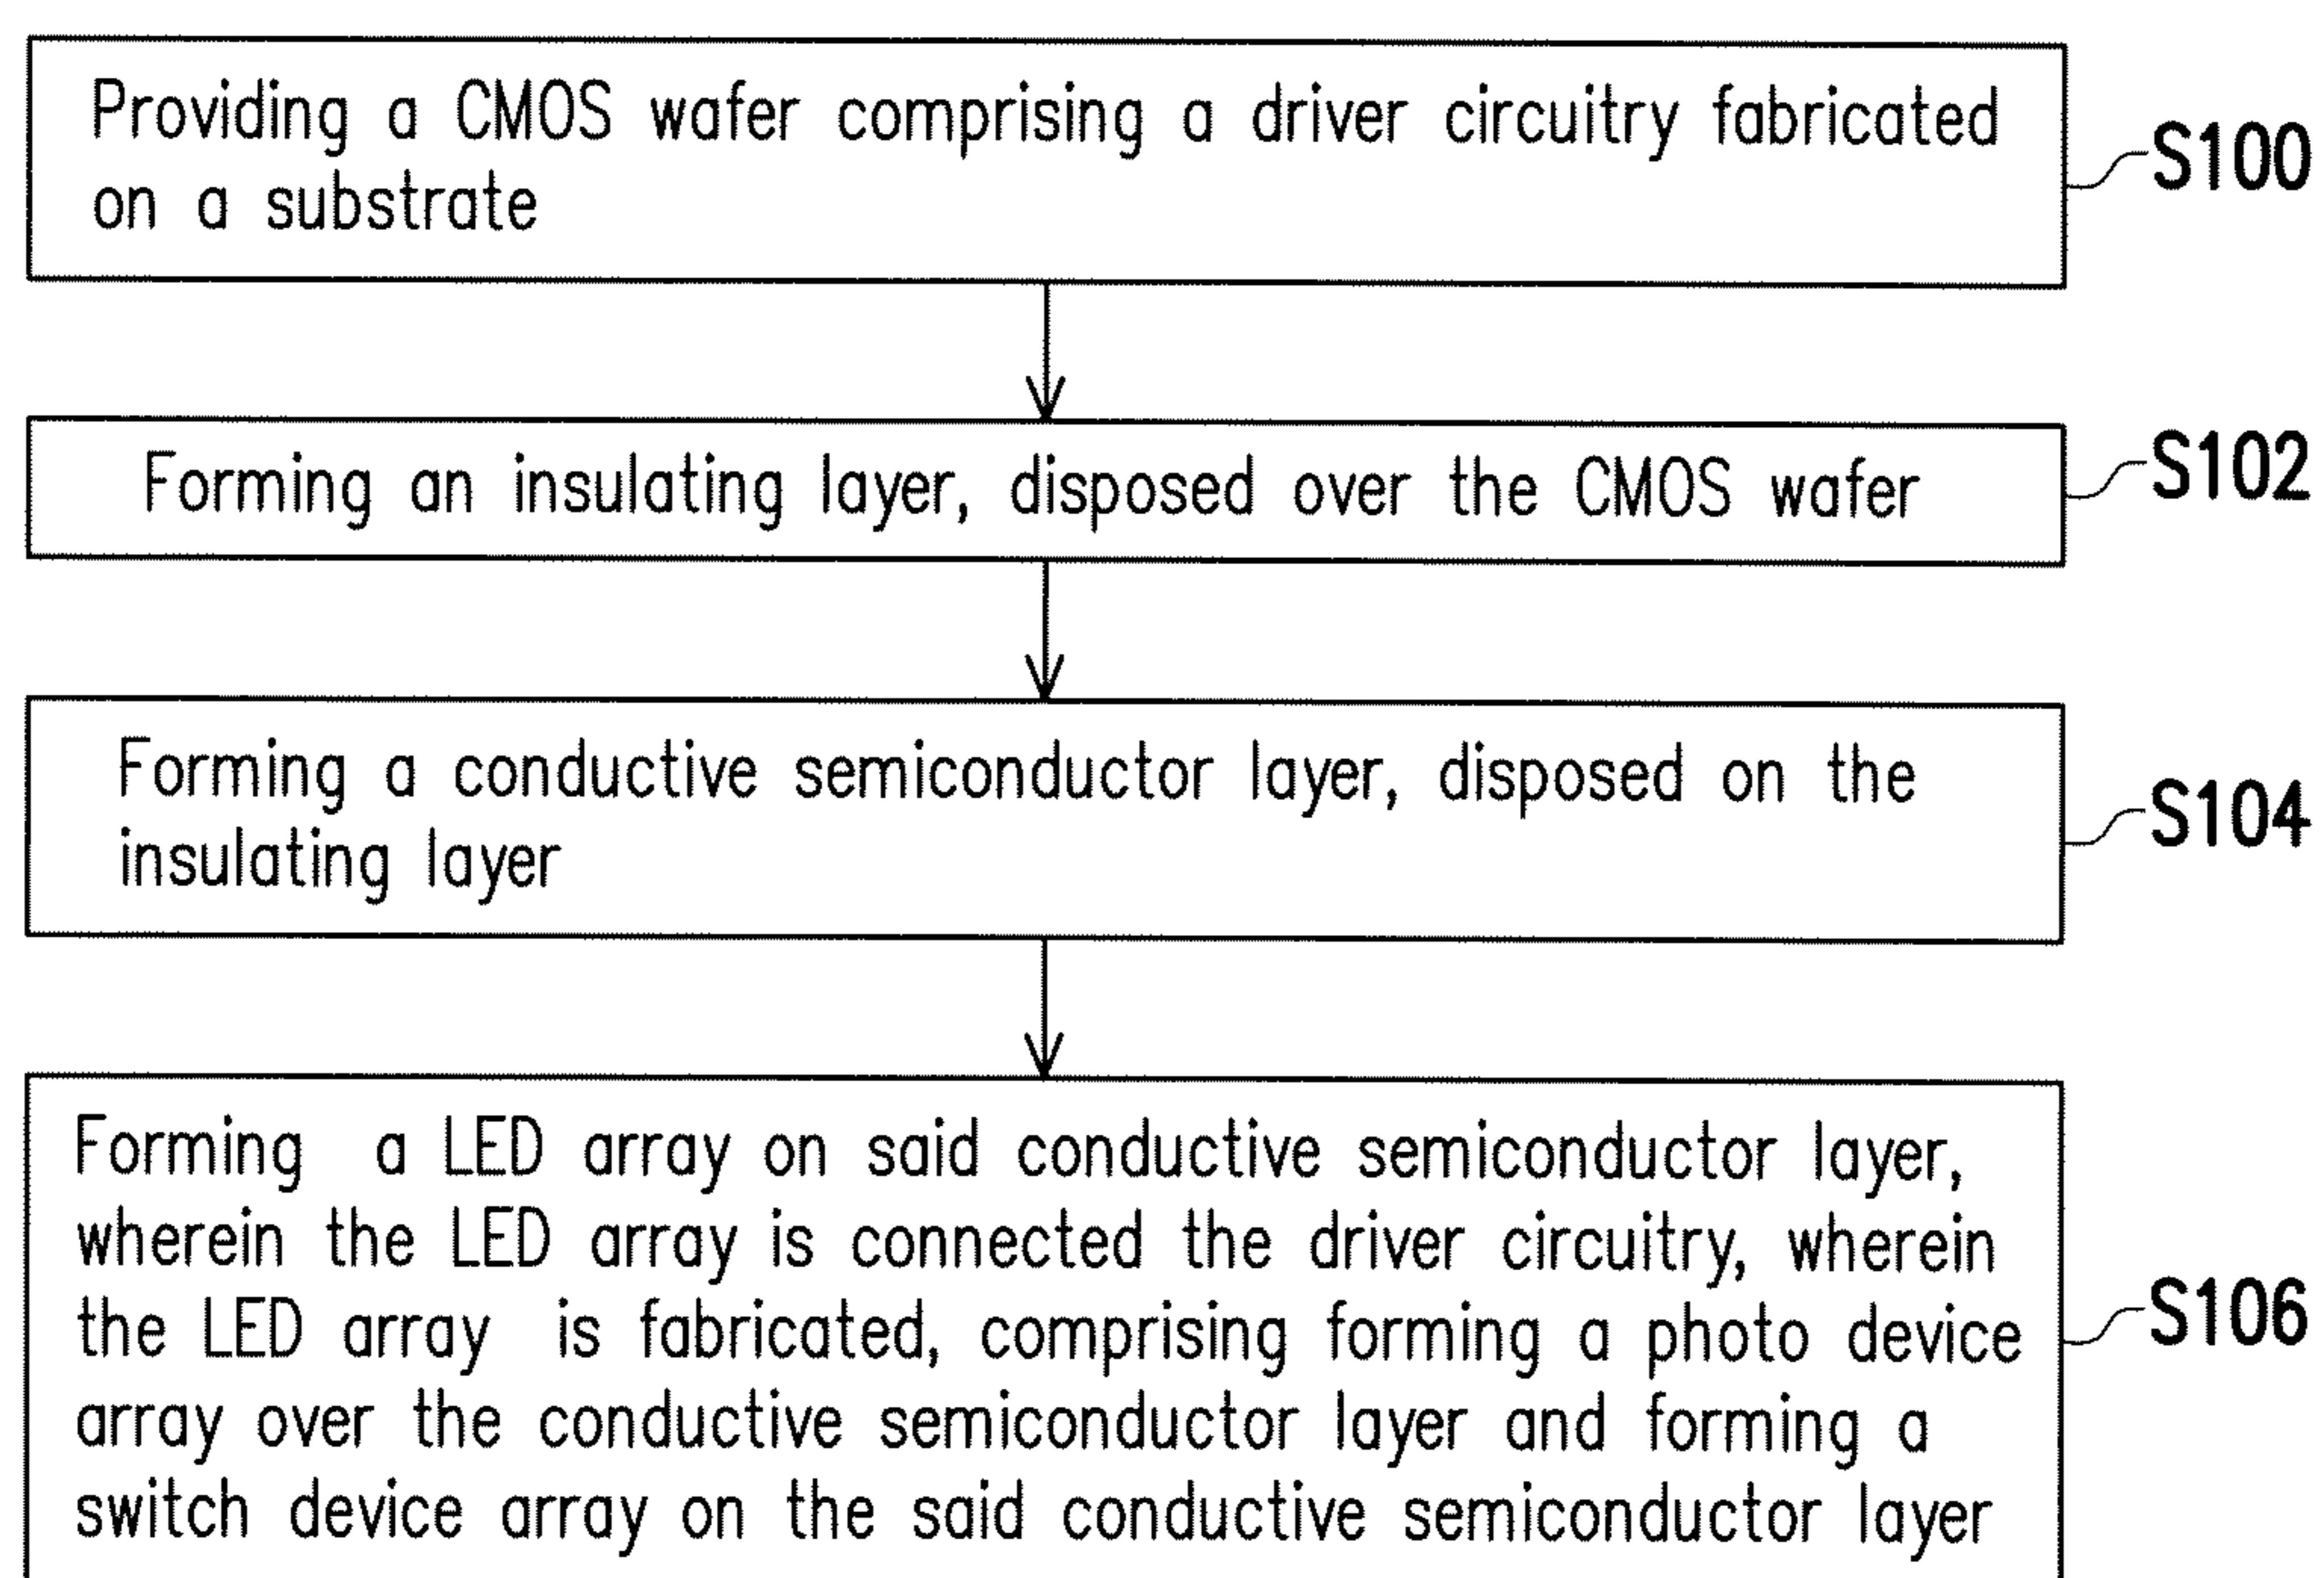 Providing a CMOS wafer comprising a driver circuitry fabricated
on a substrate
S100
Forming an insulating layer, disposed over the CMOS wafer
S102
Forming a conductive semiconductor layer, disposed on the
insulating layer
S104
Forming a LED array on said conductive semiconductor layer,
wherein the LED array is connected the driver circuitry, wherein
the LED array is fabricated, comprising forming a photo device
array over the conductive semiconductor layer and forming a
switch device array on the said conductive semiconductor layer
S106